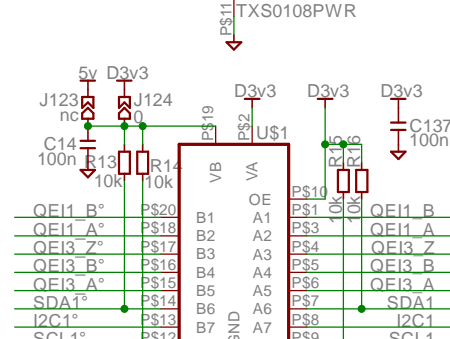 P$11
TXS0108PWR
5v D3v3
D3v3 D3v3 D3v3
J123 J124
nc 0
P$19
P$2
U$1
C14
100n
C137
100n
R13 R14
10k 10k
R15 R16
10k 10k
VB VA
OE P$10
QEI1_B° P$20 B1 A1 P$1 QEI1_B
QEI1_A° P$18 B2 A2 P$3 QEI1_A
QEI3_Z° P$17 B3 A3 P$4 QEI3_Z
QEI3_B° P$16 B4 A4 P$5 QEI3_B
QEI3_A° P$15 B5 A5 P$6 QEI3_A
SDA1° P$14 B6 A6 P$7 SDA1
I2C1° P$13 B7 A7 P$8 I2C1
SCL1° P$12 GND P$9 SCL1